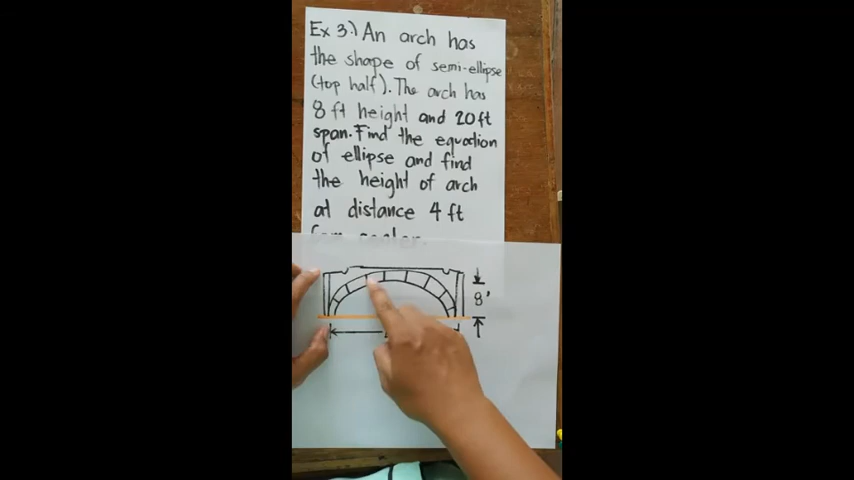 Ex 3.) An arch has
the shape of semi-ellipse
(top half). The arch has
8 ft height and 20 ft
span. Find the equation
of ellipse and find
the height of arch
at distance 4 ft
center.
8'